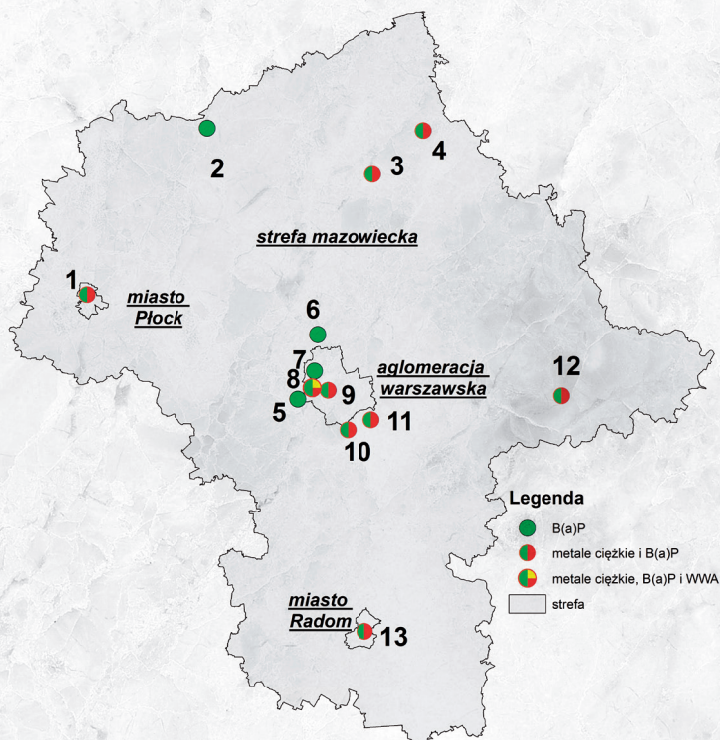 2
3
4
strefa mazowiecka
1
miasto
Płock
6
7
8
5
9
aglomeracja
warszawska
10
11
12
Legenda
B(a)P
metale ciężkie i B(a)P
metale ciężkie, B(a)P i WWA
strefa
miasto
Radom
13